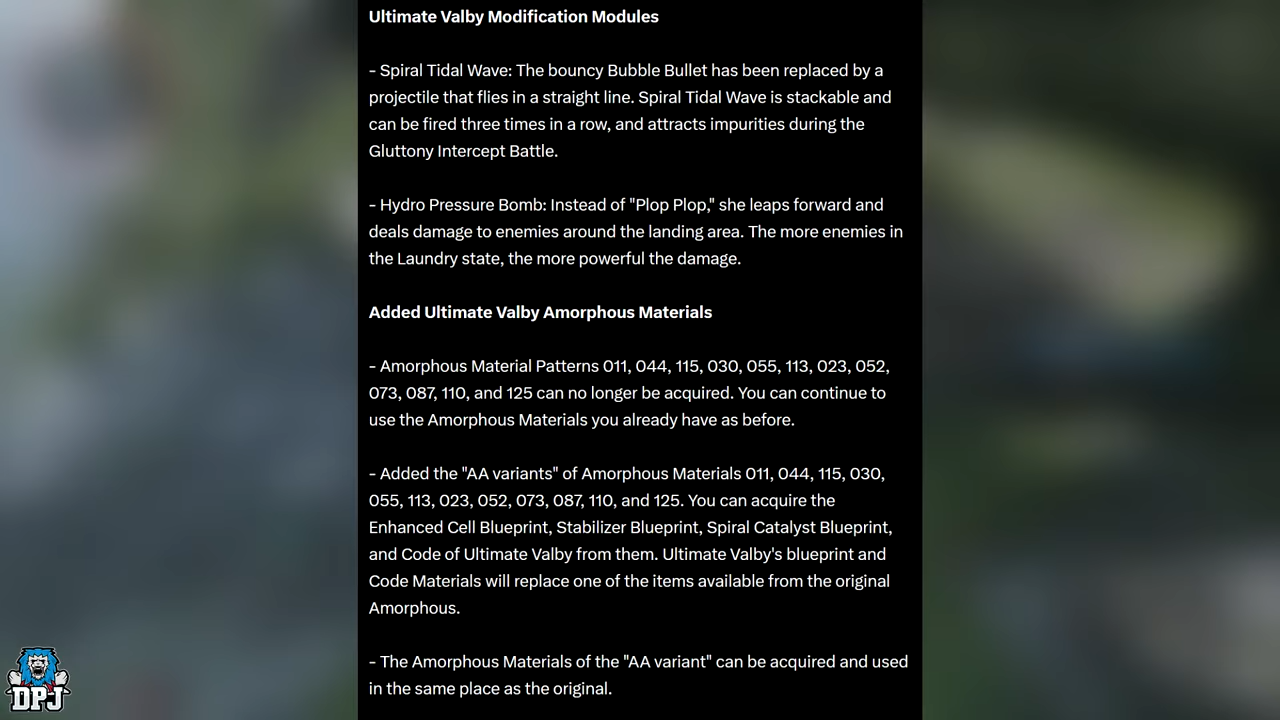 Ultimate Valby Modification Modules
- Spiral Tidal Wave: The bouncy Bubble Bullet has been replaced by a
projectile that flies in a straight line. Spiral Tidal Wave is stackable and
can be fired three times in a row, and attracts impurities during the
Gluttony Intercept Battle.
- Hydro Pressure Bomb: Instead of "Plop Plop," she leaps forward and
deals damage to enemies around the landing area. The more enemies in
the Laundry state, the more powerful the damage.
Added Ultimate Valby Amorphous Materials
- Amorphous Material Patterns 011, 044, 115, 030, 055, 113, 023, 052,
073, 087, 110, and 125 can no longer be acquired. You can continue to
use the Amorphous Materials you already have as before.
- Added the "AA variants" of Amorphous Materials 011, 044, 115, 030,
055, 113, 023, 052, 073, 087, 110, and 125. You can acquire the
Enhanced Cell Blueprint, Stabilizer Blueprint, Spiral Catalyst Blueprint,
and Code of Ultimate Valby from them. Ultimate Valby's blueprint and
Code Materials will replace one of the items available from the original
Amorphous.
- The Amorphous Materials of the "AA variant" can be acquired and used
in the same place as the original.
DPJ